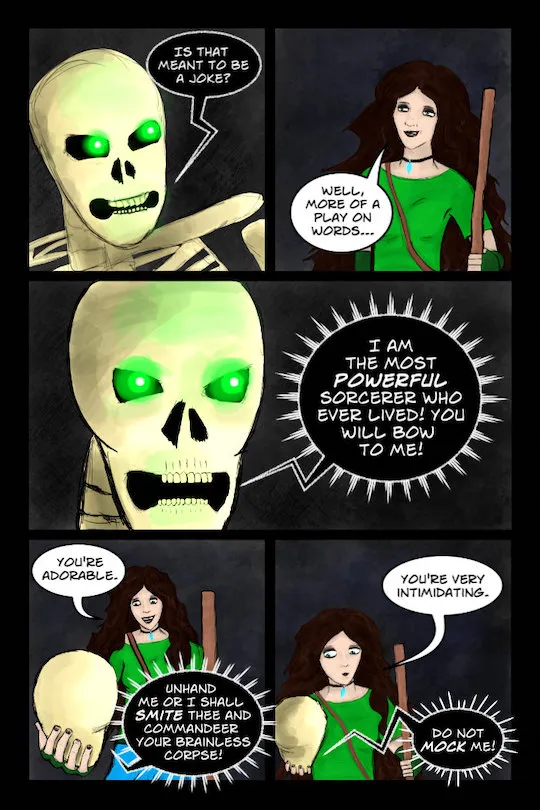 IS THAT
MEANT TO BE
A JOKE?
WELL,
MORE OF A
PLAY ON
WORDS...
I AM
THE MOST
POWERFUL
SORCERER WHO
EVER LIVED! YOU
WILL BOW
TO ME!
YOU'RE
ADORABLE.
UNHAND
ME OR I SHALL
SMITE THEE AND
COMMANDEER
YOUR BRAINLESS
CORPSE!
YOU'RE VERY
INTIMIDATING.
DO NOT
MOCK ME!